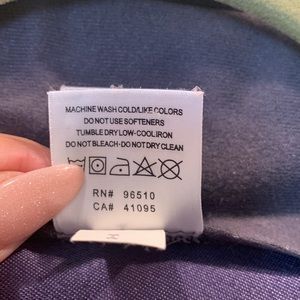 MACHINE WASH COLD/LIKE COLORS
DO NOT USE SOFTENERS
TUMBLE DRY LOW-COOL IRON
DO NOT BLEACH-DO NOT DRY CLEAN
RN# 96510
CA# 41095